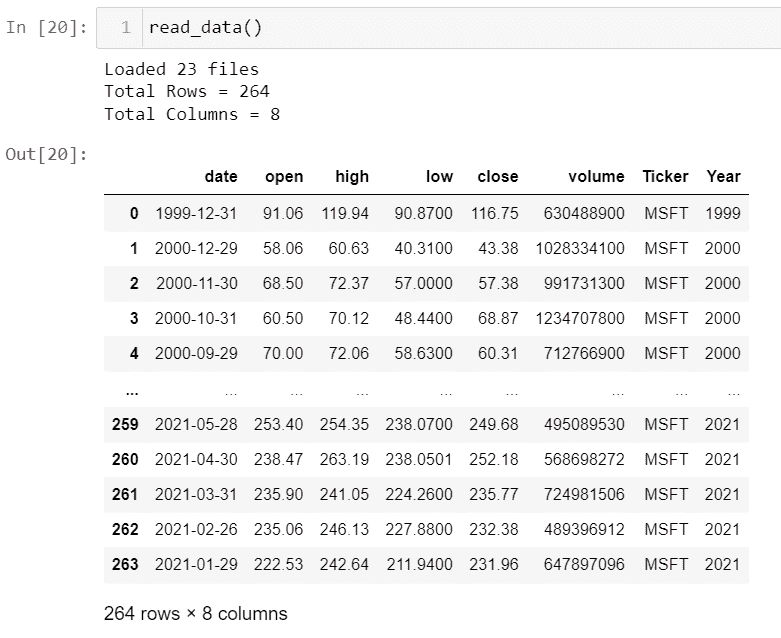 In [20]: 1 read_data()
Loaded 23 files
Total Rows = 264
Total Columns = 8
Out[20]:
date open high low close volume Ticker Year
0 1999-12-31 91.06 119.94 90.8700 116.75 630488900 MSFT 1999
1 2000-12-29 58.06 60.63 40.3100 43.38 1028334100 MSFT 2000
2 2000-11-30 68.50 72.37 57.0000 57.38 991731300 MSFT 2000
3 2000-10-31 60.50 70.12 48.4400 68.87 1234707800 MSFT 2000
4 2000-09-29 70.00 72.06 58.6300 60.31 712766900 MSFT 2000
... ... ... ... ... ... ... ... ...
259 2021-05-28 253.40 254.35 238.0700 249.68 495089530 MSFT 2021
260 2021-04-30 238.47 263.19 238.0501 252.18 568698272 MSFT 2021
261 2021-03-31 235.90 241.05 224.2600 235.77 724981506 MSFT 2021
262 2021-02-26 235.06 246.13 227.8800 232.38 489396912 MSFT 2021
263 2021-01-29 222.53 242.64 211.9400 231.96 647897096 MSFT 2021
264 rows × 8 columns